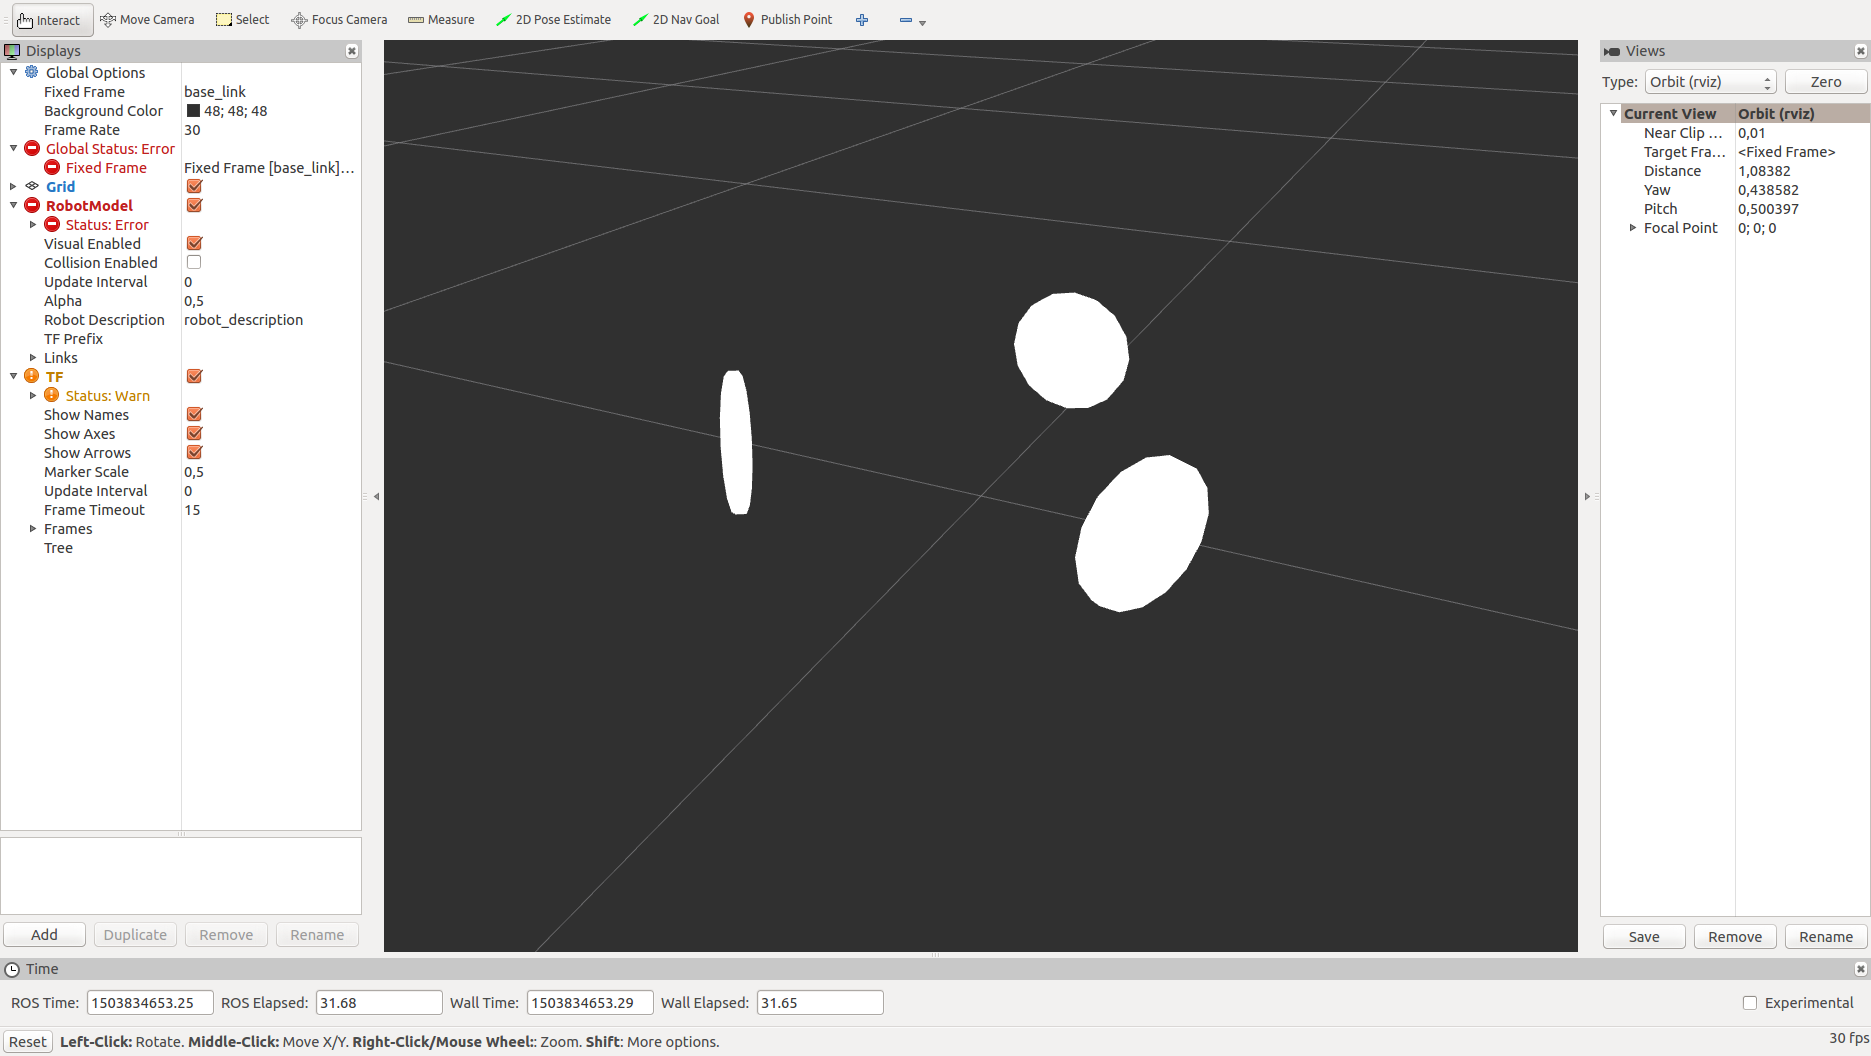 Interact Move Camera Select Focus Camera Measure 2D Pose Estimate 2D Nav Goal Publish Point
Displays
Global Options
Fixed Frame base_link
Background Color 48; 48; 48
Frame Rate 30
Global Status: Error
Fixed Frame Fixed Frame [base_link]...
Grid
RobotModel
Status: Error
Visual Enabled
Collision Enabled
Update Interval 0
Alpha 0,5
Robot Description robot_description
TF Prefix
Links
TF
Status: Warn
Show Names
Show Axes
Show Arrows
Marker Scale 0,5
Update Interval 0
Frame Timeout 15
Frames
Tree
Add Duplicate Remove Rename
Views
Type: Orbit (rviz) Zero
Current View Orbit (rviz)
Near Clip ... 0,01
Target Fra... <Fixed Frame>
Distance 1,08382
Yaw 0,438582
Pitch 0,500397
Focal Point 0; 0; 0
Save Remove Rename
Time
ROS Time: 1503834653.25 ROS Elapsed: 31.68 Wall Time: 1503834653.29 Wall Elapsed: 31.65 Experimental
Reset Left-Click: Rotate. Middle-Click: Move X/Y. Right-Click/Mouse Wheel:: Zoom. Shift: More options. 30 fps